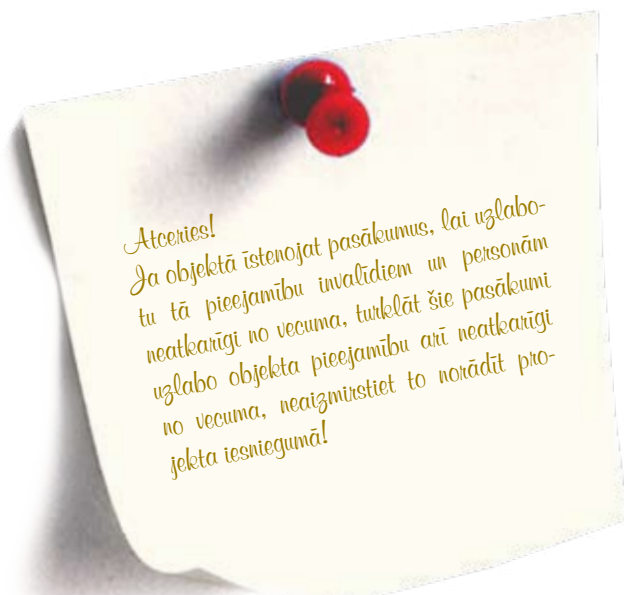 Atceries!
Ja objektā īstenojat pasākumus, lai uzlabo-
tu tā pieejamību invalīdiem un personām
neatkarīgi no vecuma, turklāt šie pasākumi
uzlabo objekta pieejamību arī neatkarīgi
no vecuma, neaizmirstiet to norādīt pro-
jekta iesniegumā!